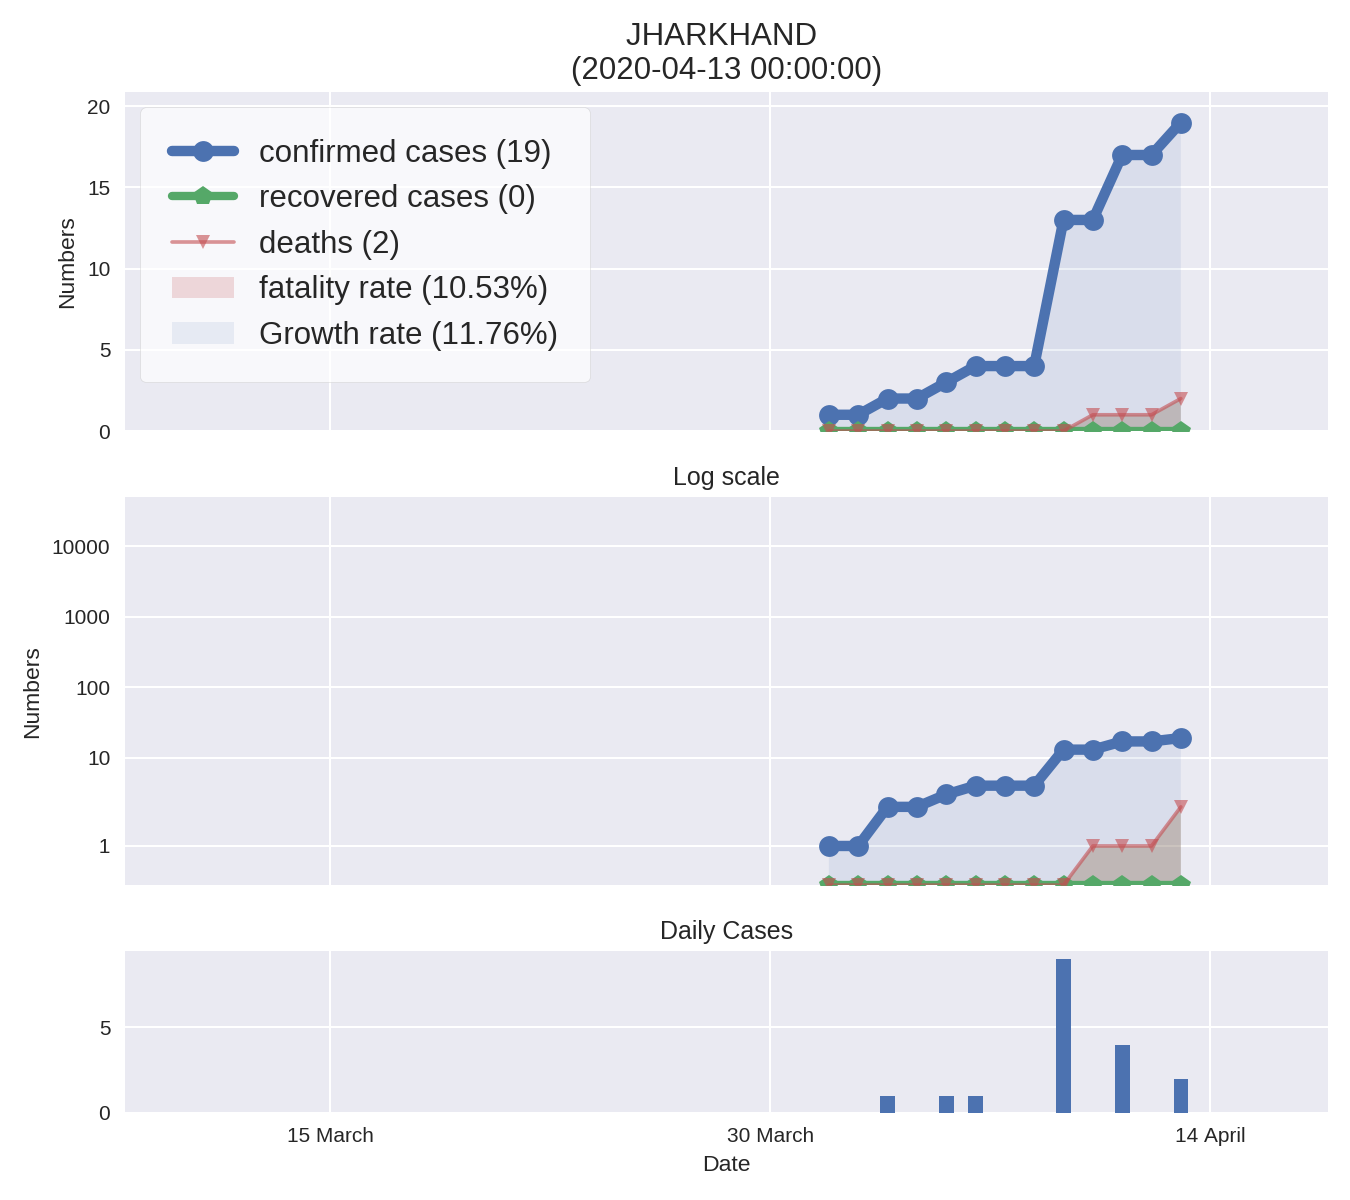 JHARKHAND
(2020-04-13 00:00:00)
20
15
10
5
0
Numbers
confirmed cases (19)
recovered cases (0)
deaths (2)
fatality rate (10.53%)
Growth rate (11.76%)
Log scale
10000
1000
100
10
1
Numbers
Daily Cases
5
0
15 March 30 March 14 April
Date